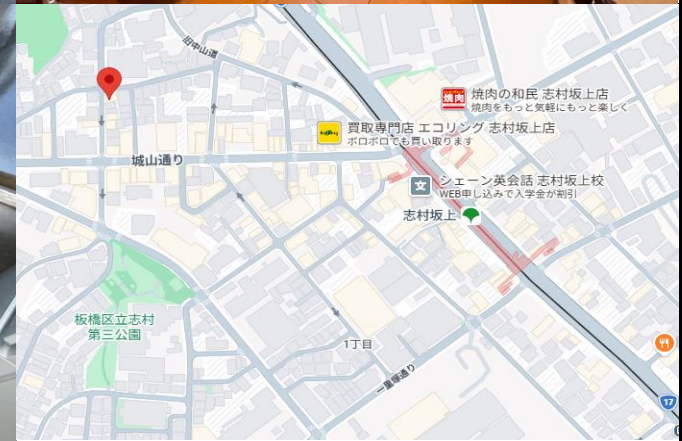 旧中山道
焼肉
焼肉の和民 志村坂上店
焼肉をもっと気軽にもっと楽しく
買取専門店 エコリング 志村坂上店
ボロボロでも買い取ります
城山通り
文
シェーン英会話 志村坂上校
WEB申し込みで入学金が割引
志村坂上
板橋区立志村
第三公園
1丁目
一里塚通り
17